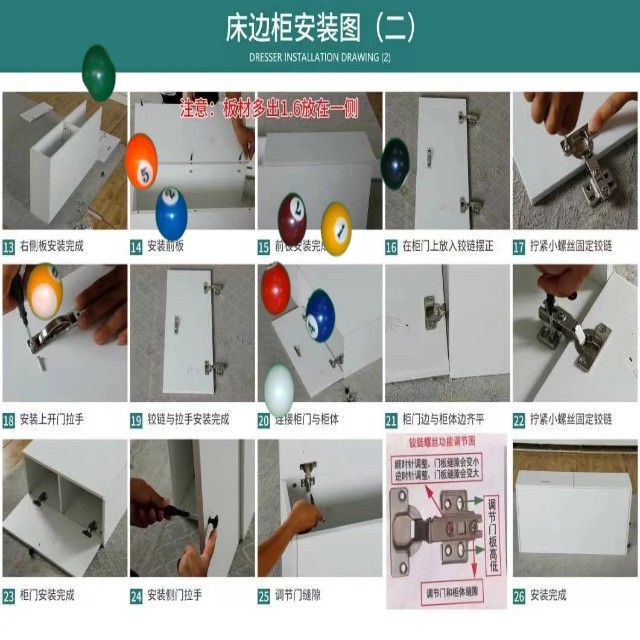 床边柜安装图（二）
DRESSER INSTALLATION DRAWING (2)
注意：板材多出1.6放在一侧
5
2
7
1
13 右侧板安装完成
14 安装前板
15 前板安装完成
16 在柜门上放入铰链摆正
17 拧紧小螺丝固定铰链
4
18 安装上开门拉手
19 铰链与拉手安装完成
20 连接柜门与柜体
21 柜门边与柜体边齐平
22 拧紧小螺丝固定铰链
铰链螺丝功能调节图
顺时针调整、门板缝隙会变小
逆时针调整、门板缝隙会变大
调节门板高低
调节门和柜体缝隙
23 柜门安装完成
24 安装侧门拉手
25 调节门缝隙
26 安装完成